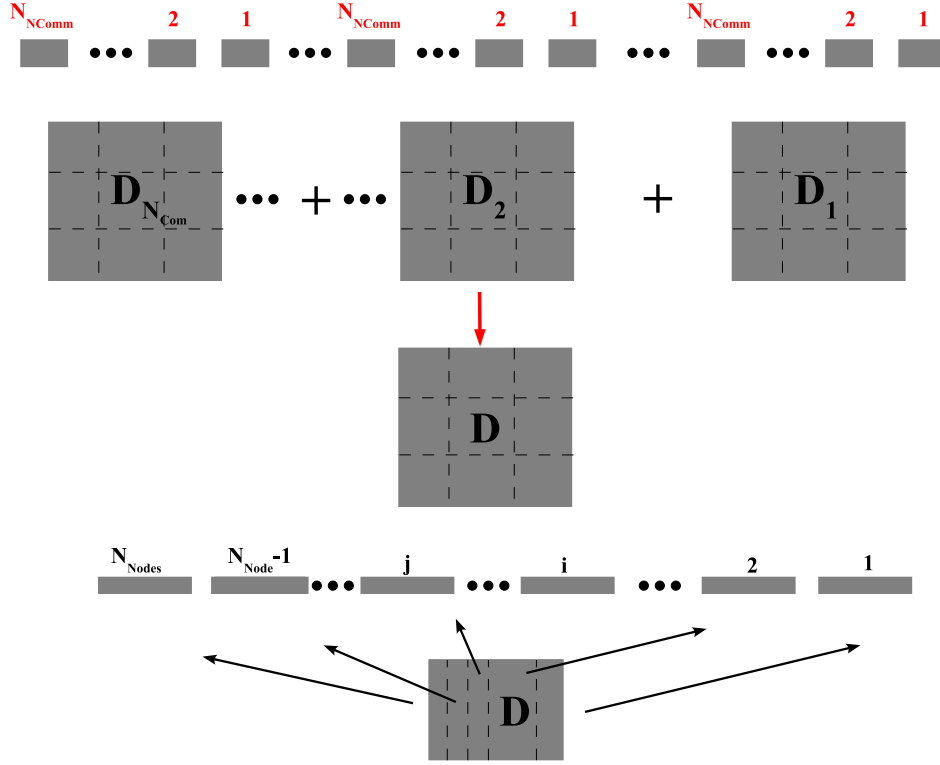 N_NComm 2 1 N_NComm 2 1 N_NComm 2 1
D_N_Com + D_2 + D_1
D
N_Nodes N_Node-1 j i 2 1
D